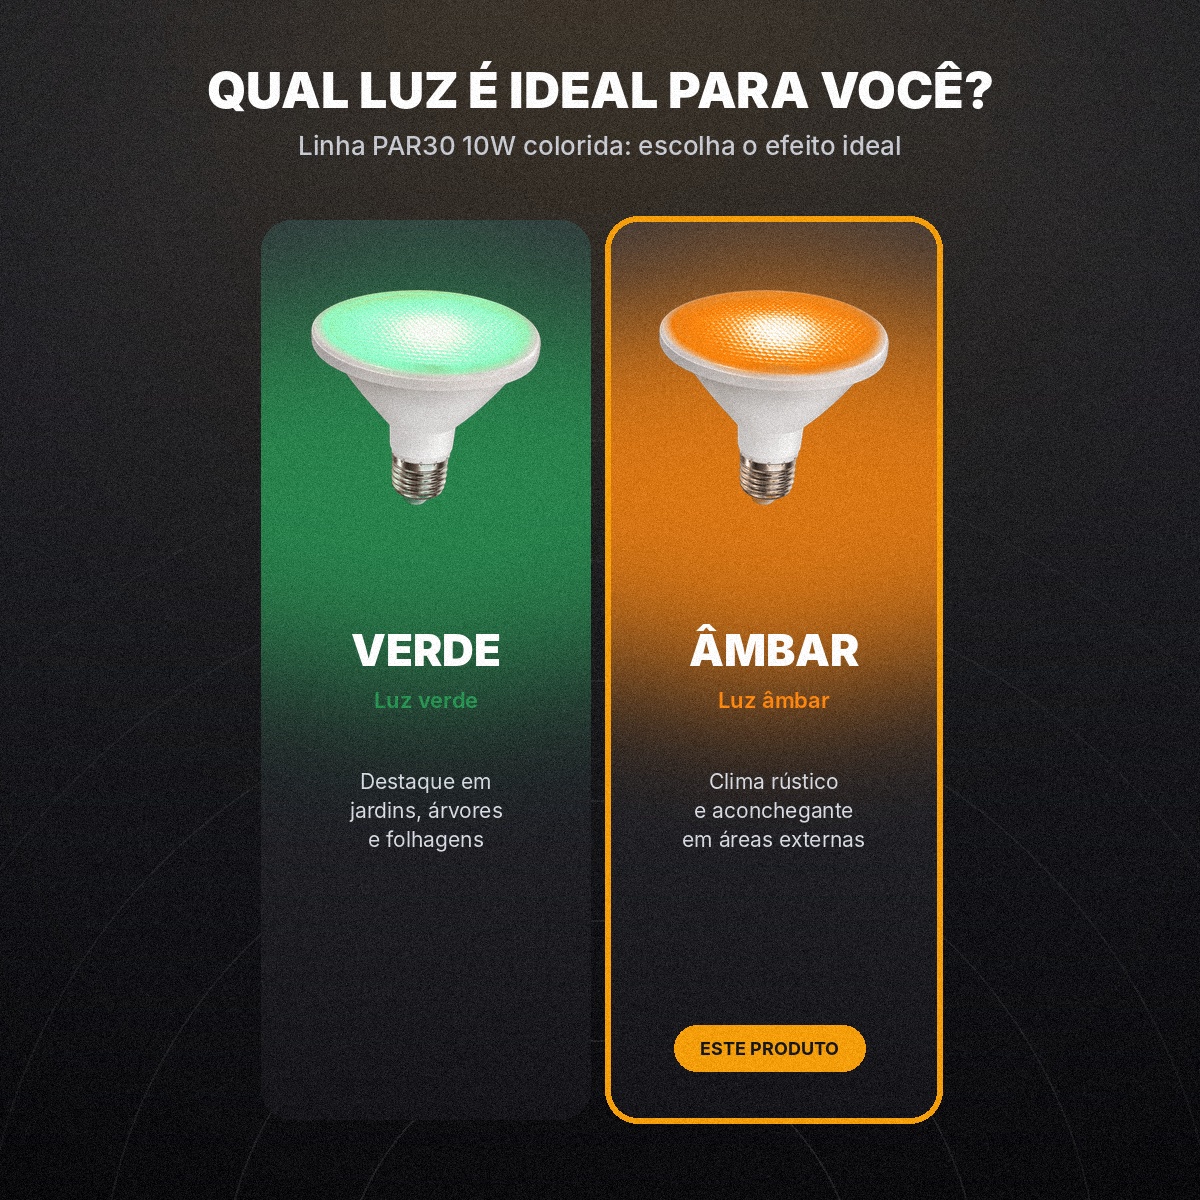 QUAL LUZ É IDEAL PARA VOCÊ?
Linha PAR30 10W colorida: escolha o efeito ideal
VERDE
Luz verde
Destaque em
jardins, árvores
e folhagens
ÂMBAR
Luz âmbar
Clima rústico
e aconchegante
em áreas externas
ESTE PRODUTO